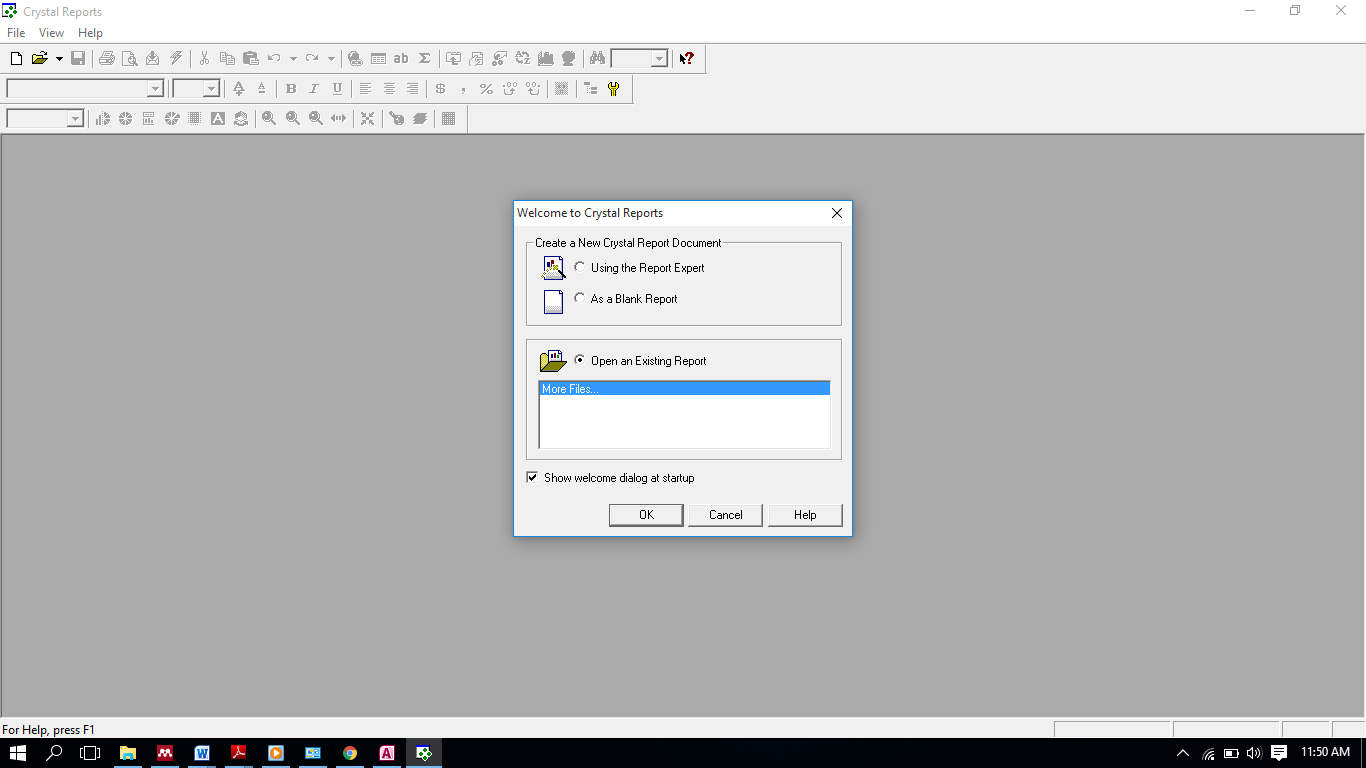 Crystal Reports
File View Help
ab Σ
B I U $ , %
A
Welcome to Crystal Reports
Create a New Crystal Report Document
Using the Report Expert
As a Blank Report
Open an Existing Report
More Files...
Show welcome dialog at startup
OK Cancel Help
For Help, press F1
11:50 AM